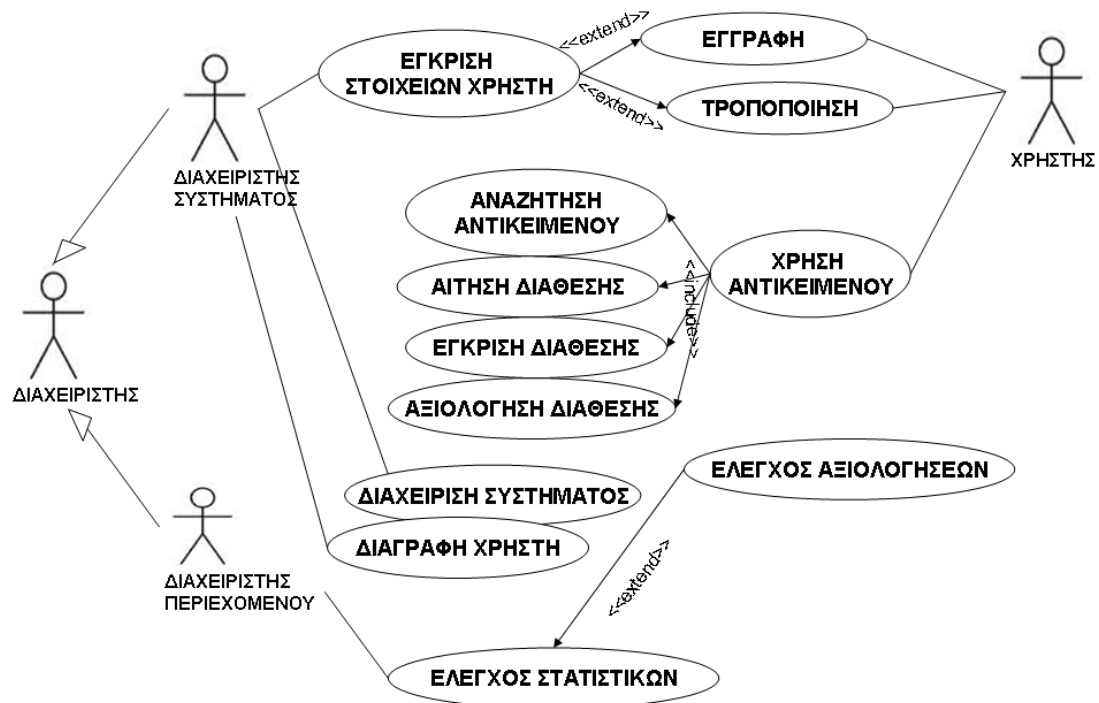 <<extend>>
ΕΓΓΡΑΦΗ
ΕΓΚΡΙΣΗ
ΣΤΟΙΧΕΙΩΝ ΧΡΗΣΤΗ
<<extend>>
ΤΡΟΠΟΠΟΙΗΣΗ
ΧΡΗΣΤΗΣ
ΔΙΑΧΕΙΡΙΣΤΗΣ
ΣΥΣΤΗΜΑΤΟΣ
ΑΝΑΖΗΤΗΣΗ
ΑΝΤΙΚΕΙΜΕΝΟΥ
ΧΡΗΣΗ
ΑΝΤΙΚΕΙΜΕΝΟΥ
ΑΙΤΗΣΗ ΔΙΑΘΕΣΗΣ
<<include>>
ΕΓΚΡΙΣΗ ΔΙΑΘΕΣΗΣ
ΔΙΑΧΕΙΡΙΣΤΗΣ
ΑΞΙΟΛΟΓΗΣΗ ΔΙΑΘΕΣΗΣ
ΕΛΕΓΧΟΣ ΑΞΙΟΛΟΓΗΣΕΩΝ
ΔΙΑΧΕΙΡΙΣΗ ΣΥΣΤΗΜΑΤΟΣ
ΔΙΑΓΡΑΦΗ ΧΡΗΣΤΗ
<<extend>>
ΔΙΑΧΕΙΡΙΣΤΗΣ
ΠΕΡΙΕΧΟΜΕΝΟΥ
ΕΛΕΓΧΟΣ ΣΤΑΤΙΣΤΙΚΩΝ